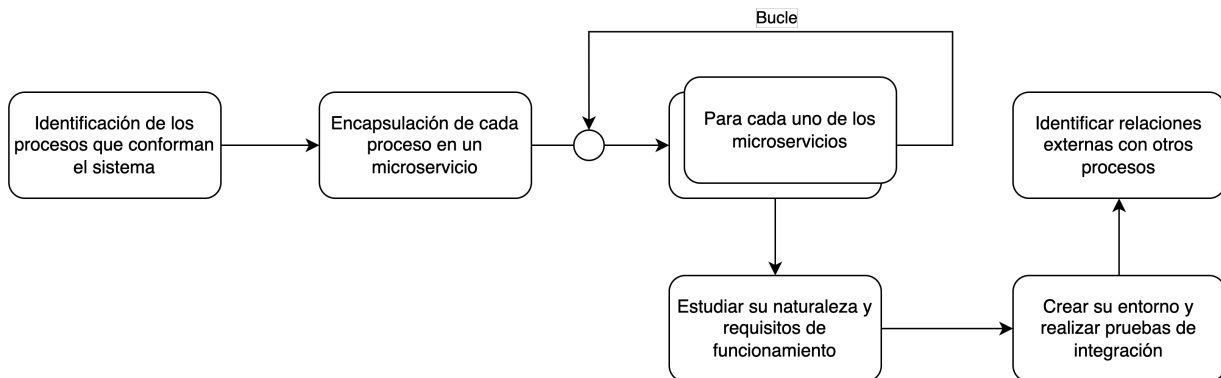 Bucle
Identificación de los
procesos que conforman
el sistema
Encapsulación de cada
proceso en un
microservicio
Para cada uno de los
microservicios
Identificar relaciones
externas con otros
procesos
Estudiar su naturaleza y
requisitos de
funcionamiento
Crear su entorno y
realizar pruebas de
integración